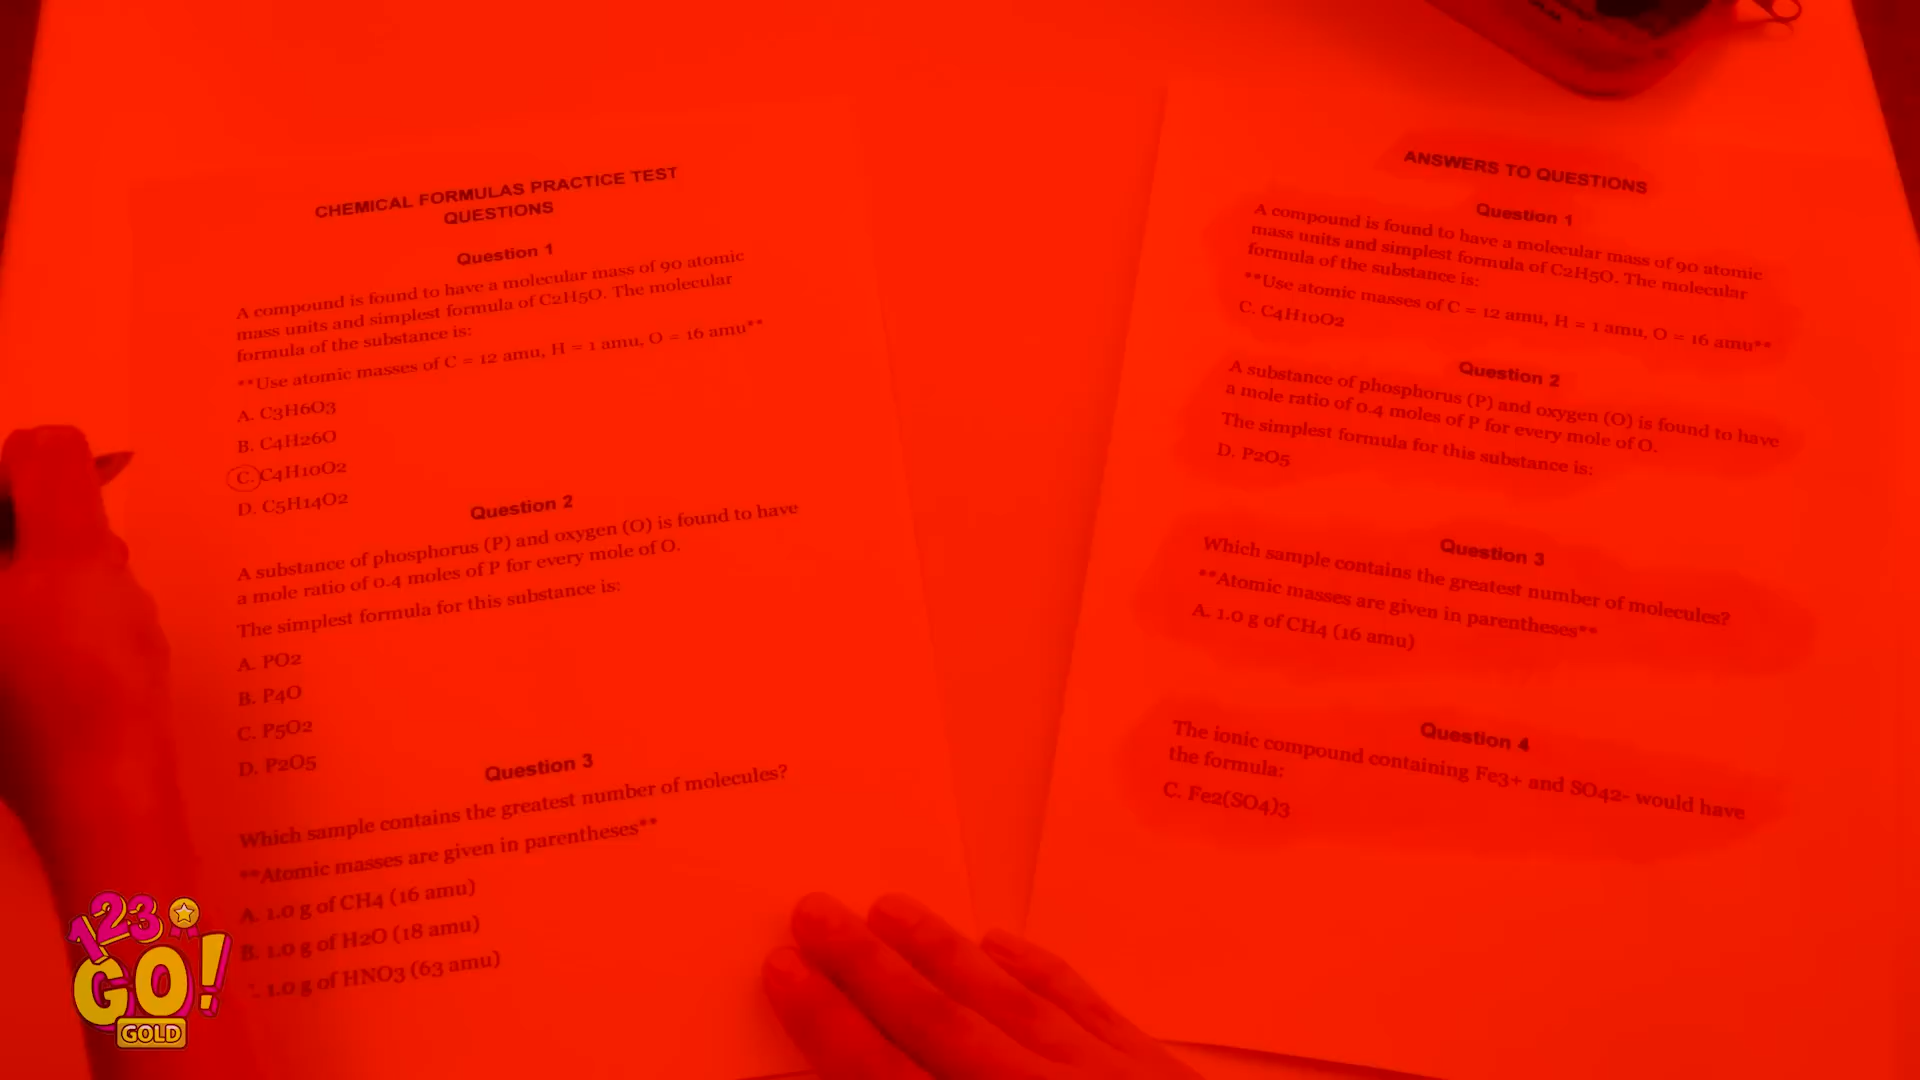 CHEMICAL FORMULAS PRACTICE TEST
QUESTIONS
Question 1
A compound is found to have a molecular mass of 90 atomic
mass units and simplest formula of C2H5O. The molecular
formula of the substance is:
**Use atomic masses of C = 12 amu, H = 1 amu, O = 16 amu**
A. C3H6O3
B. C4H26O
C. C4H10O2
D. C5H14O2
Question 2
A substance of phosphorus (P) and oxygen (O) is found to have
a mole ratio of 0.4 moles of P for every mole of O.
The simplest formula for this substance is:
A. PO2
B. P4O
C. P5O2
D. P2O5
Question 3
Which sample contains the greatest number of molecules?
**Atomic masses are given in parentheses**
A. 1.0 g of CH4 (16 amu)
B. 1.0 g of H2O (18 amu)
1.0 g of HNO3 (63 amu)
ANSWERS TO QUESTIONS
Question 1
A compound is found to have a molecular mass of 90 atomic
mass units and simplest formula of C2H5O. The molecular
formula of the substance is:
**Use atomic masses of C = 12 amu, H = 1 amu, O = 16 amu**
C. C4H10O2
Question 2
A substance of phosphorus (P) and oxygen (O) is found to have
a mole ratio of 0.4 moles of P for every mole of O.
The simplest formula for this substance is:
D. P2O5
Question 3
Which sample contains the greatest number of molecules?
**Atomic masses are given in parentheses**
A. 1.0 g of CH4 (16 amu)
Question 4
The ionic compound containing Fe3+ and SO42- would have
the formula:
C. Fe2(SO4)3
123
GO!
GOLD